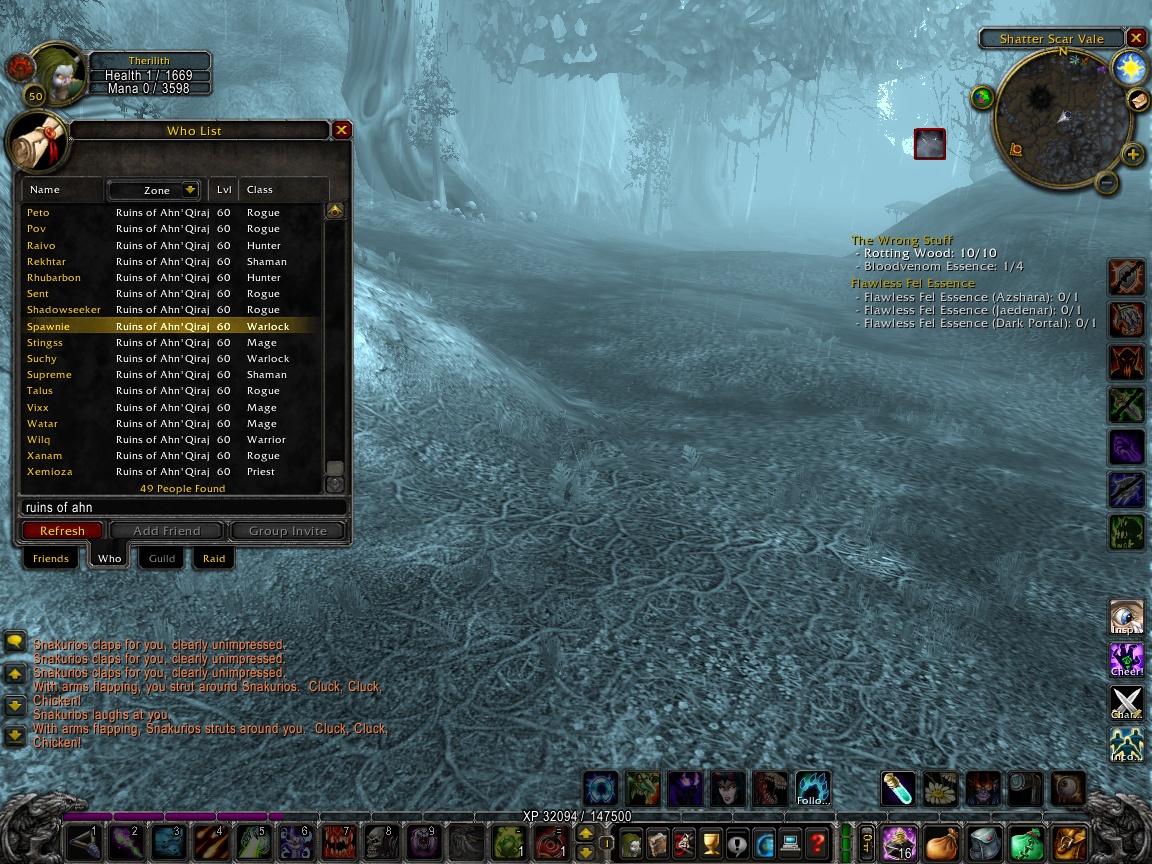 Therilith
Health 1 / 1669
Mana 0 / 3598
50
Shatter Scar Vale
N
Who List
Name Zone Lvl Class
Peto Ruins of Ahn'Qiraj 60 Rogue
Pov Ruins of Ahn'Qiraj 60 Rogue
Raivo Ruins of Ahn'Qiraj 60 Hunter
Rekhtar Ruins of Ahn'Qiraj 60 Shaman
Rhubarbon Ruins of Ahn'Qiraj 60 Hunter
Sent Ruins of Ahn'Qiraj 60 Rogue
Shadowseeker Ruins of Ahn'Qiraj 60 Rogue
Spawnie Ruins of Ahn'Qiraj 60 Warlock
Stingss Ruins of Ahn'Qiraj 60 Mage
Suchy Ruins of Ahn'Qiraj 60 Warlock
Supreme Ruins of Ahn'Qiraj 60 Shaman
Talus Ruins of Ahn'Qiraj 60 Rogue
Vixx Ruins of Ahn'Qiraj 60 Mage
Watar Ruins of Ahn'Qiraj 60 Mage
Wilq Ruins of Ahn'Qiraj 60 Warrior
Xanam Ruins of Ahn'Qiraj 60 Rogue
Xemioza Ruins of Ahn'Qiraj 60 Priest
49 People Found
ruins of ahn
Refresh Add Friend Group Invite
Friends Who Guild Raid
The Wrong Stuff
- Rotting Wood: 10/10
- Bloodvenom Essence: 1/4
Flawless Fel Essence
- Flawless Fel Essence (Azshara): 0/1
- Flawless Fel Essence (Jaedenar): 0/1
- Flawless Fel Essence (Dark Portal): 0/1
Snakurios claps for you, clearly unimpressed.
Snakurios claps for you, clearly unimpressed.
Snakurios claps for you, clearly unimpressed.
With arms flapping, you strut around Snakurios. Cluck, Cluck,
Chicken!
Snakurios laughs at you.
With arms flapping, Snakurios struts around you. Cluck, Cluck,
Chicken!
Insp...
Cheer!
Char...
Follo...
XP 32094 / 147500
1 2 3 4 5 6 7 8 9 - =
1 1 1 16